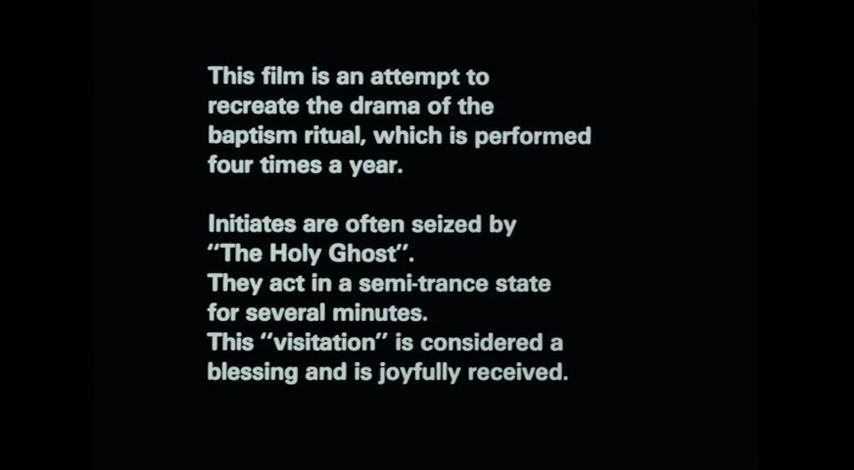 This film is an attempt to
recreate the drama of the
baptism ritual, which is performed
four times a year.
Initiates are often seized by
“The Holy Ghost”.
They act in a semi-trance state
for several minutes.
This “visitation” is considered a
blessing and is joyfully received.